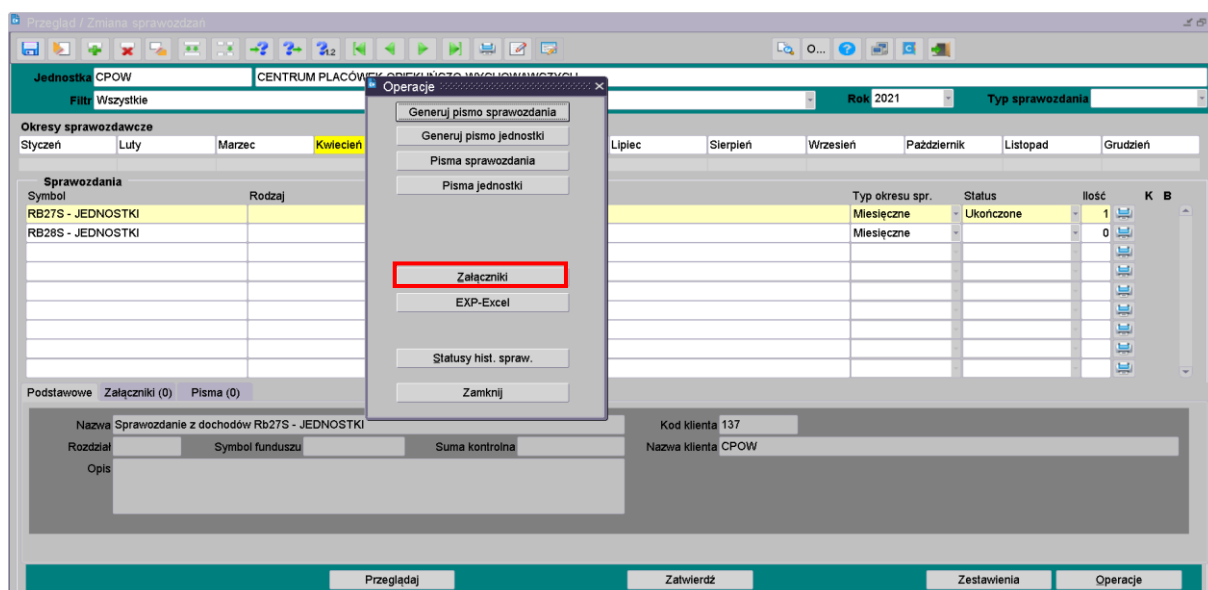 Przegląd / Zmiana sprawozdzań
O...
Jednostka CPOW CENTRUM PLACÓWEK OPIEKUŃCZO WYCHOWAWCZYCH
Filtr Wszystkie Rok 2021 Typ sprawozdania
Operacje
Generuj pismo sprawozdania
Generuj pismo jednostki
Pisma sprawozdania
Pisma jednostki
Załączniki
EXP-Excel
Statusy hist. spraw.
Zamknij
Okresy sprawozdawcze
Styczeń Luty Marzec Kwiecień Lipiec Sierpień Wrzesień Październik Listopad Grudzień
Sprawozdania
Symbol Rodzaj Typ okresu spr. Status Ilość K B
RB27S - JEDNOSTKI Miesięczne Ukończone 1
RB28S - JEDNOSTKI Miesięczne 0
Podstawowe Załączniki (0) Pisma (0)
Nazwa Sprawozdanie z dochodów Rb27S - JEDNOSTKI Kod klienta 137
Rozdział Symbol funduszu Suma kontrolna Nazwa klienta CPOW
Opis
Przeglądaj Zatwierdź Zestawienia Operacje